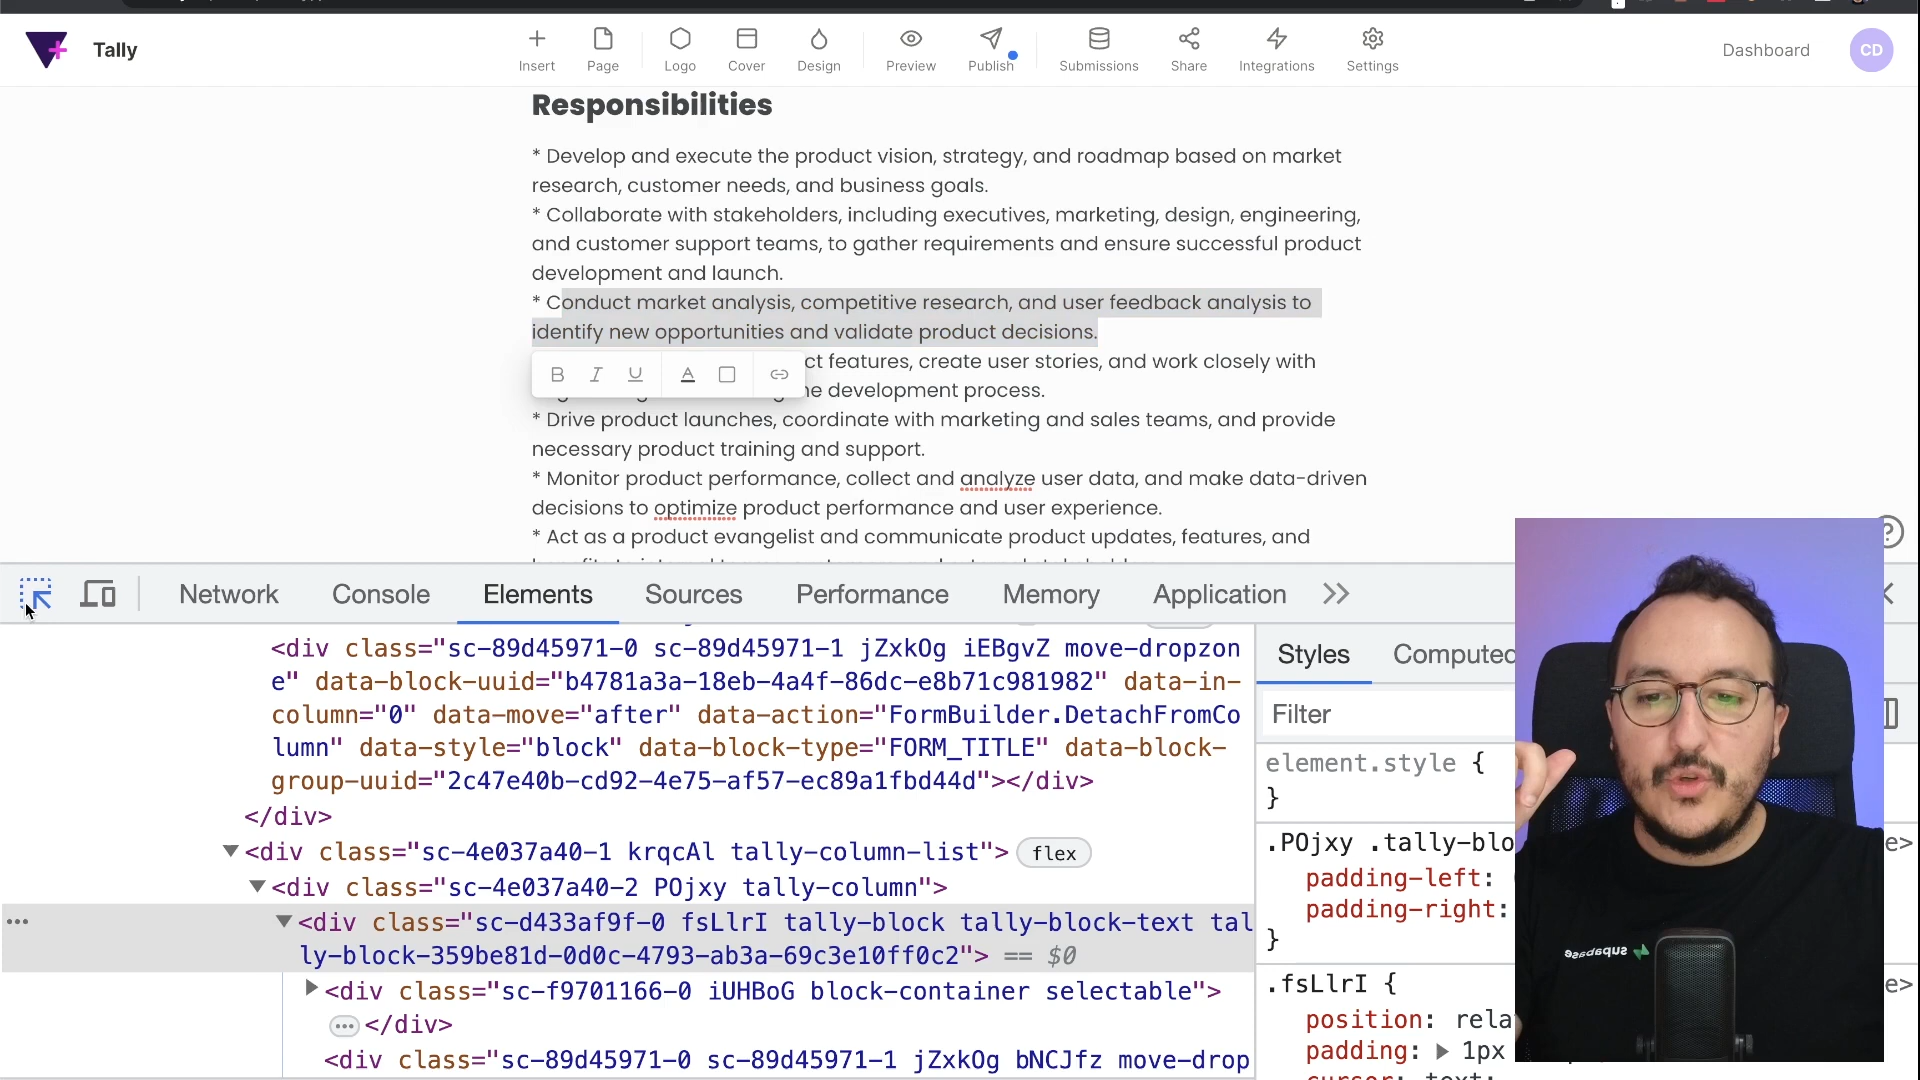 Tally
Insert
Page
Logo
Cover
Design
Preview
Publish
Submissions
Share
Integrations
Settings
Dashboard
CD
Responsibilities
* Develop and execute the product vision, strategy, and roadmap based on market
research, customer needs, and business goals.
* Collaborate with stakeholders, including executives, marketing, design, engineering,
and customer support teams, to gather requirements and ensure successful product
development and launch.
* Conduct market analysis, competitive research, and user feedback analysis to
identify new opportunities and validate product decisions.
features, create user stories, and work closely with
development process.
* Drive product launches, coordinate with marketing and sales teams, and provide
necessary product training and support.
* Monitor product performance, collect and analyze user data, and make data-driven
decisions to optimize product performance and user experience.
* Act as a product evangelist and communicate product updates, features, and
B I U A
?
Network Console Elements Sources Performance Memory Application
<div class="sc-89d45971-0 sc-89d45971-1 jZxkOg iEBgvZ move-dropzon
e" data-block-uuid="b4781a3a-18eb-4a4f-86dc-e8b71c981982" data-in-
column="0" data-move="after" data-action="FormBuilder.DetachFromCo
lumn" data-style="block" data-block-type="FORM_TITLE" data-block-
group-uuid="2c47e40b-cd92-4e75-af57-ec89a1fbd44d"></div>
</div>
<div class="sc-4e037a40-1 krqcAl tally-column-list"> flex
<div class="sc-4e037a40-2 POjxy tally-column">
<div class="sc-d433af9f-0 fsLlrI tally-block tally-block-text tal
ly-block-359be81d-0d0c-4793-ab3a-69c3e10ff0c2"> == $0
<div class="sc-f9701166-0 iUHBoG block-container selectable">
… </div>
<div class="sc-89d45971-0 sc-89d45971-1 jZxkOg bNCJfz move-drop
Styles Computed
Filter
element.style {
}
.POjxy .tally-blo
padding-left:
padding-right:
}
.fsLlrI {
position: rela
padding: 1px
e>
e>
supabase